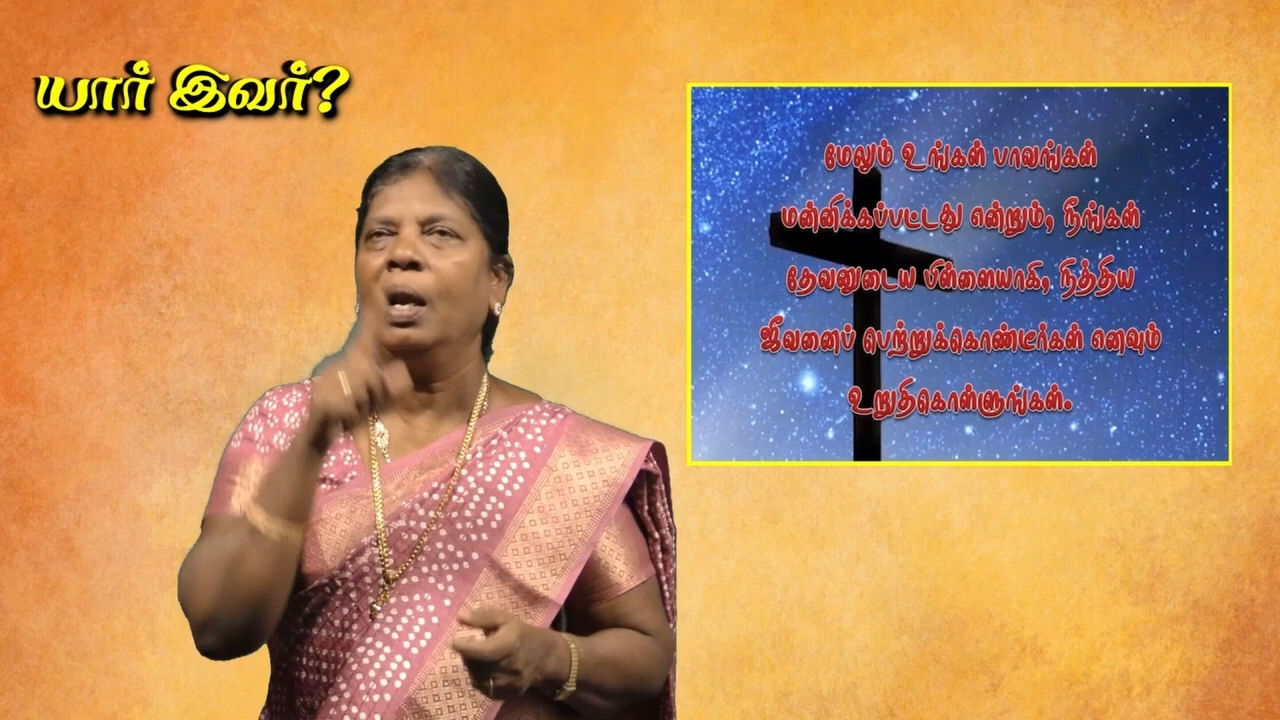 யார் இவர்?
மேலும் உங்கள் பாவங்கள்
மன்னிக்கப்பட்டது என்றும், நீங்கள்
தேவனுடைய பிள்ளையாகி, நித்திய
ஜீவனைப் பெற்றுக்கொண்டீர்கள் எனவும்
உறுதிகொள்ளுங்கள்.